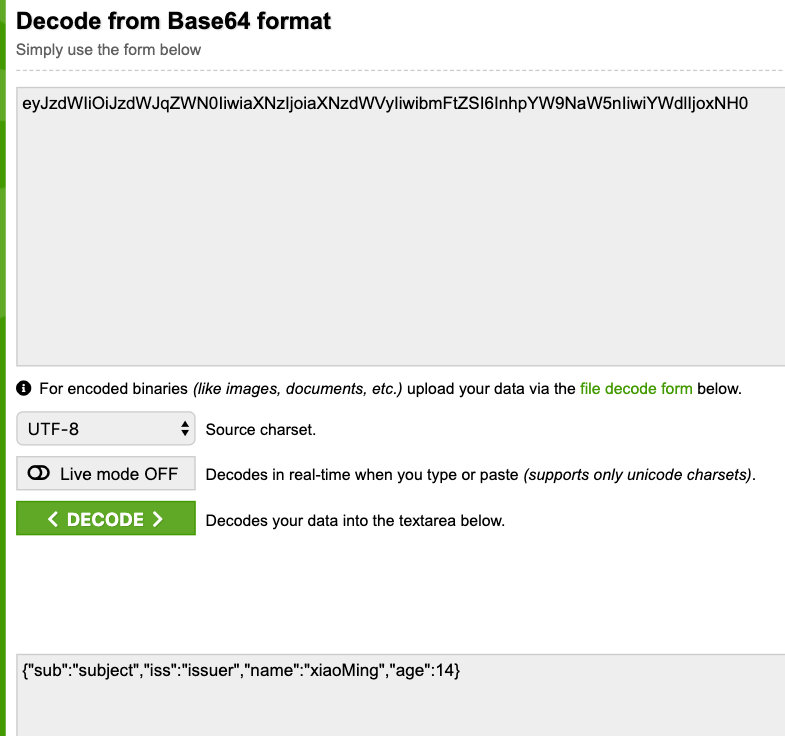 Decode from Base64 format
Simply use the form below
eyJzdWIiOiJzdWJqZWN0IiwiaXNzIjoiaXNzdWVyIiwibmFtZSI6InhpYW9NaW5nIiwiYWdlIjoxNH0
For encoded binaries (like images, documents, etc.) upload your data via the file decode form below.
UTF-8 Source charset.
Live mode OFF Decodes in real-time when you type or paste (supports only unicode charsets).
< DECODE > Decodes your data into the textarea below.
{"sub":"subject","iss":"issuer","name":"xiaoMing","age":14}